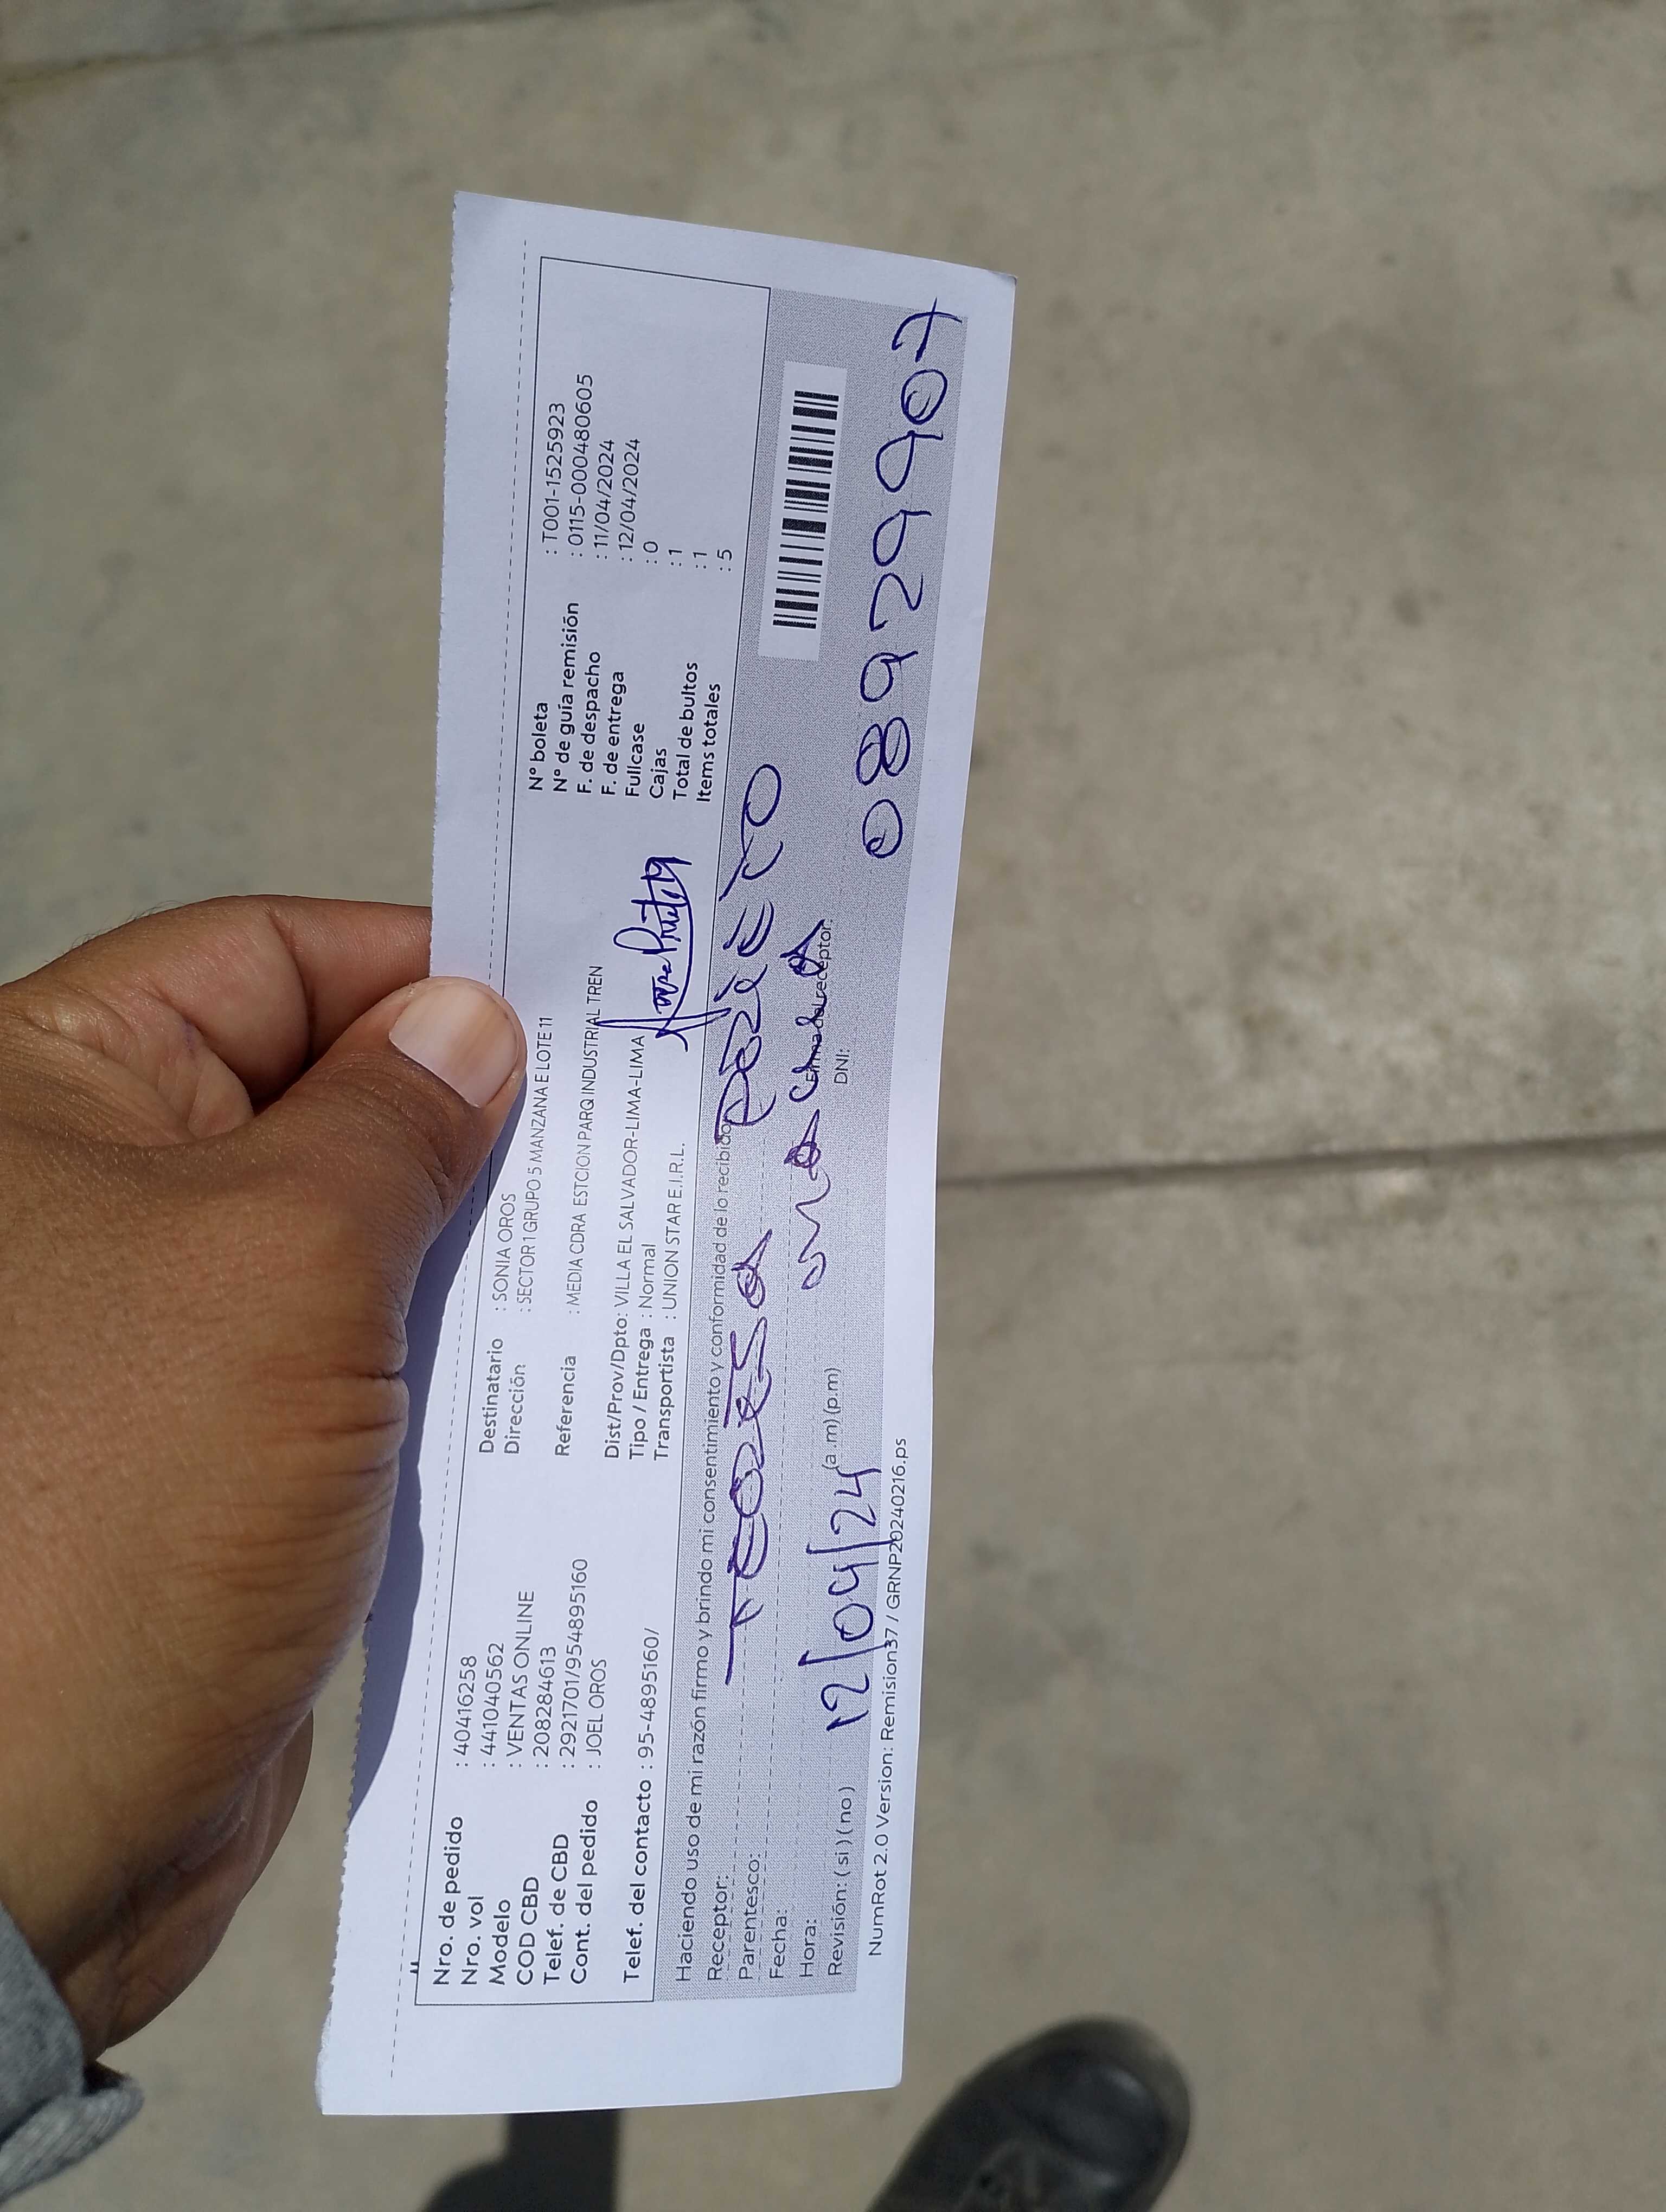 Nro. de pedido : 40416258
Nro. vol : 441040562
Modelo : VENTAS ONLINE
COD CBD : 208284613
Telef. de CBD : 2921701/954895160
Cont. del pedido : JOEL OROS
Telef. del contacto : 95-4895160/
Destinatario : SONIA OROS
Dirección : SECTOR 1 GRUPO 5 MANZANA E LOTE 11
Referencia : MEDIA CDRA ESTCION PARQ INDUSTRIAL TREN
Dist/Prov/Dpto: VILLA EL SALVADOR-LIMA-LIMA
Tipo / Entrega : Normal
Transportista : UNION STAR E.I.R.L.
N° boleta : T001-1525923
N° de guía remisión : 0115-000480605
F. de despacho : 11/04/2024
F. de entrega : 12/04/2024
Fullcase : 0
Cajas : 1
Total de bultos : 1
Items totales : 5
Haciendo uso de mi razón firmo y brindo mi consentimiento y conformidad de lo recibido
Receptor:
Parentesco:
Fecha: 12/04/24
Hora: (a.m) (p.m)
Revisión: ( si ) ( no )
Firma del receptor:
DNI: 08929907
NumRot 2.0 Version: Remision37 / GRNP20240216.ps